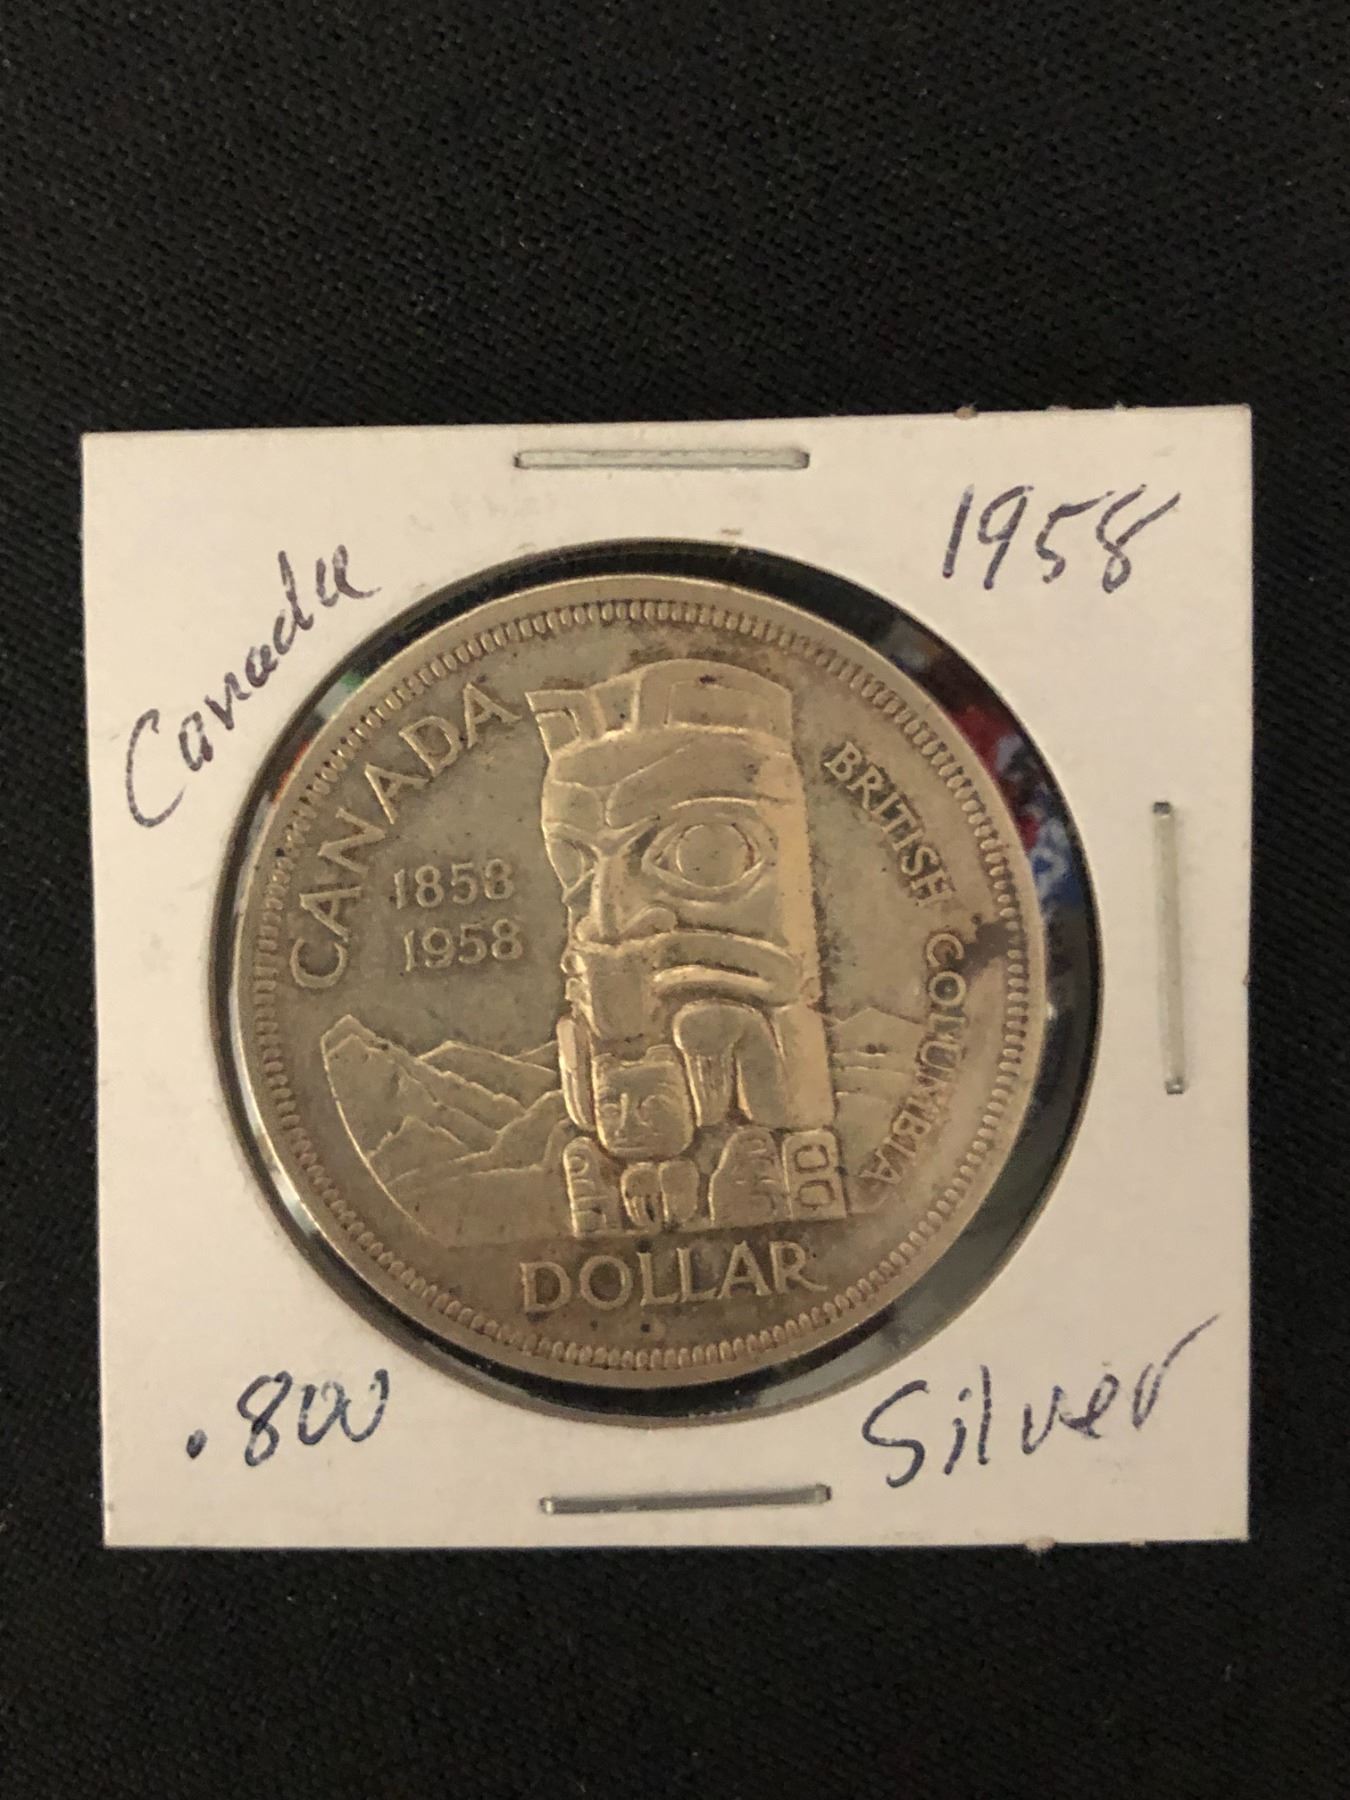 Canada
1958
CANADA
1858
1958
BRITISH COLUMBIA
DOLLAR
.800
Silver